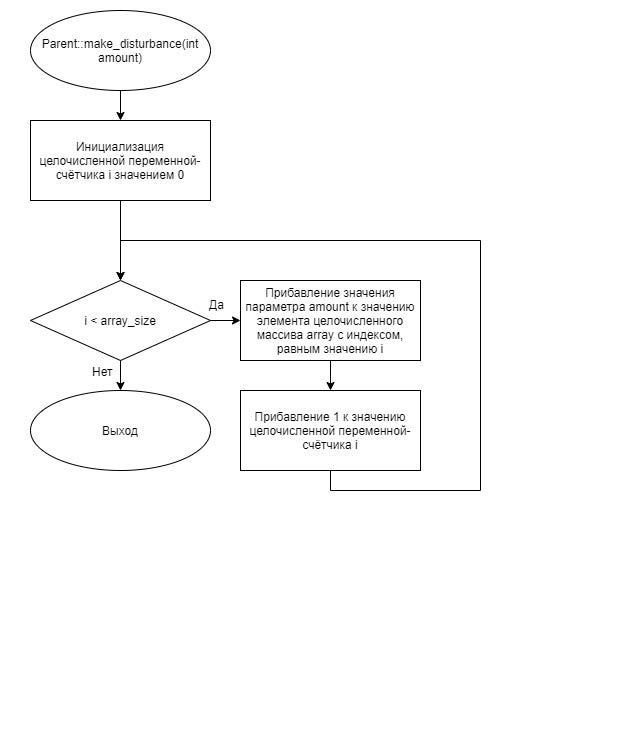 Parent::make_disturbance(int
amount)
Инициализация
целочисленной переменной-
счётчика i значением 0
i < array_size
Да
Прибавление значения
параметра amount к значению
элемента целочисленного
массива array с индексом,
равным значению i
Нет
Выход
Прибавление 1 к значению
целочисленной переменной-
счётчика i